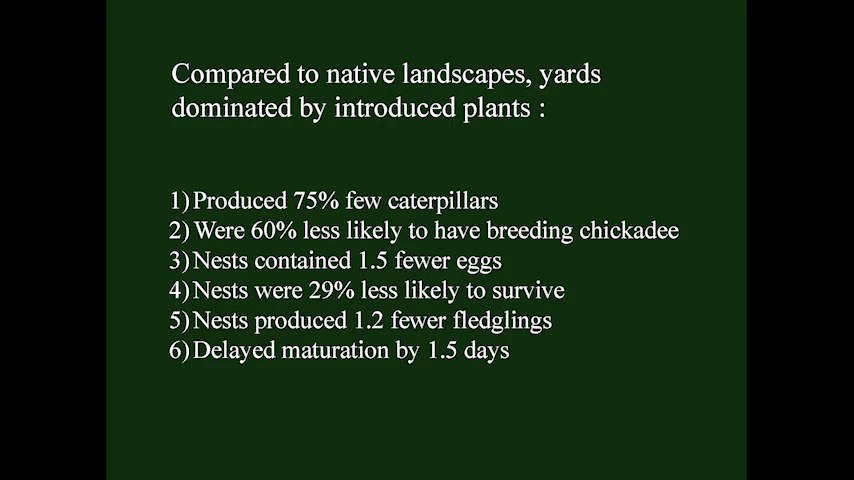 Compared to native landscapes, yards
dominated by introduced plants :
1) Produced 75% few caterpillars
2) Were 60% less likely to have breeding chickadee
3) Nests contained 1.5 fewer eggs
4) Nests were 29% less likely to survive
5) Nests produced 1.2 fewer fledglings
6) Delayed maturation by 1.5 days